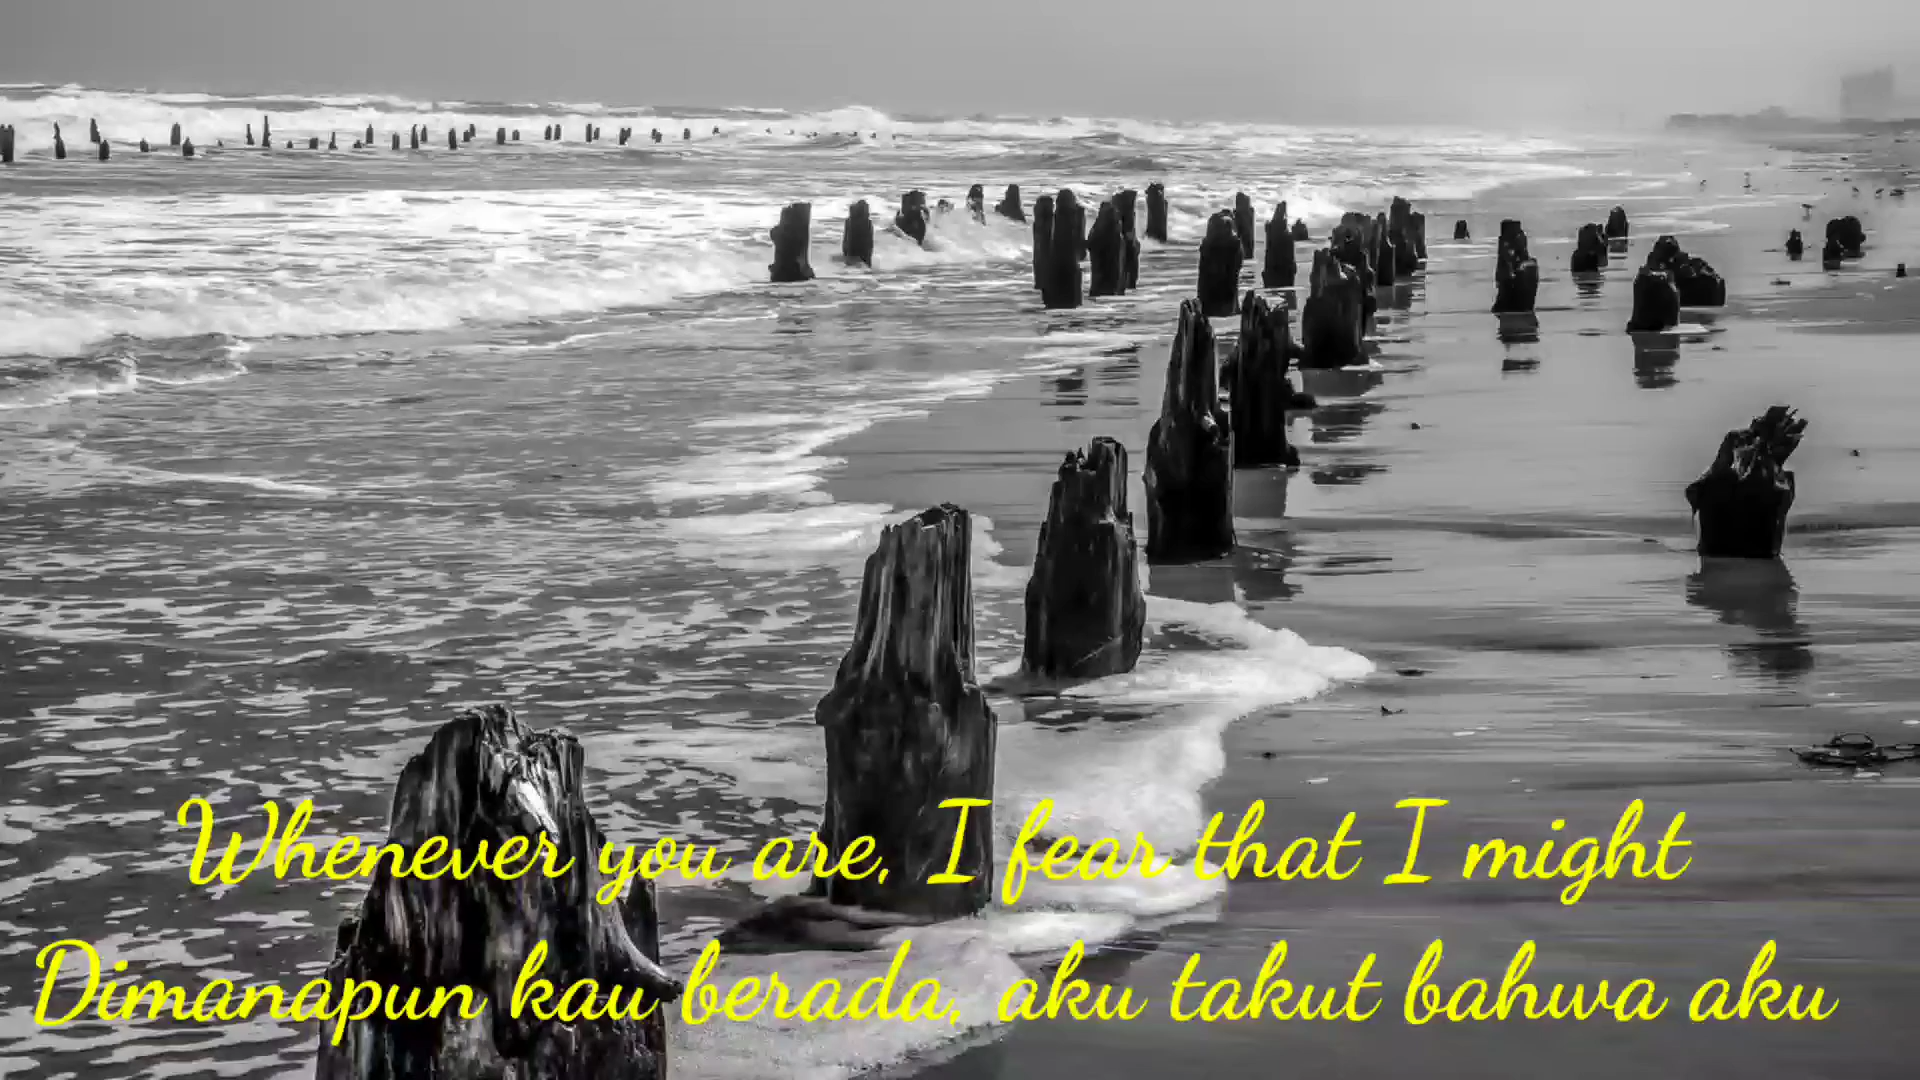 Whenever you are, I fear that I might
Dimanapun kau berada, aku takut bahwa aku